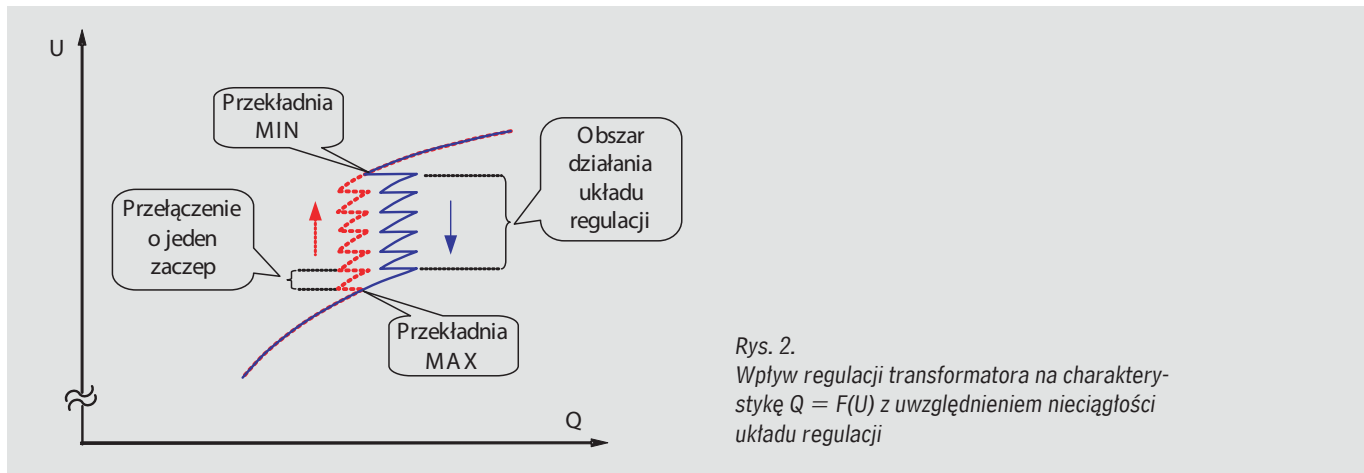 U
Przekładnia
MIN
Obszar
działania
układu
regulacji
Przełączenie
o jeden
zaczep
Przekładnia
MAX
Q
Rys. 2.
Wpływ regulacji transformatora na charaktery-
stykę Q = F(U) z uwzględnieniem nieciągłości
układu regulacji